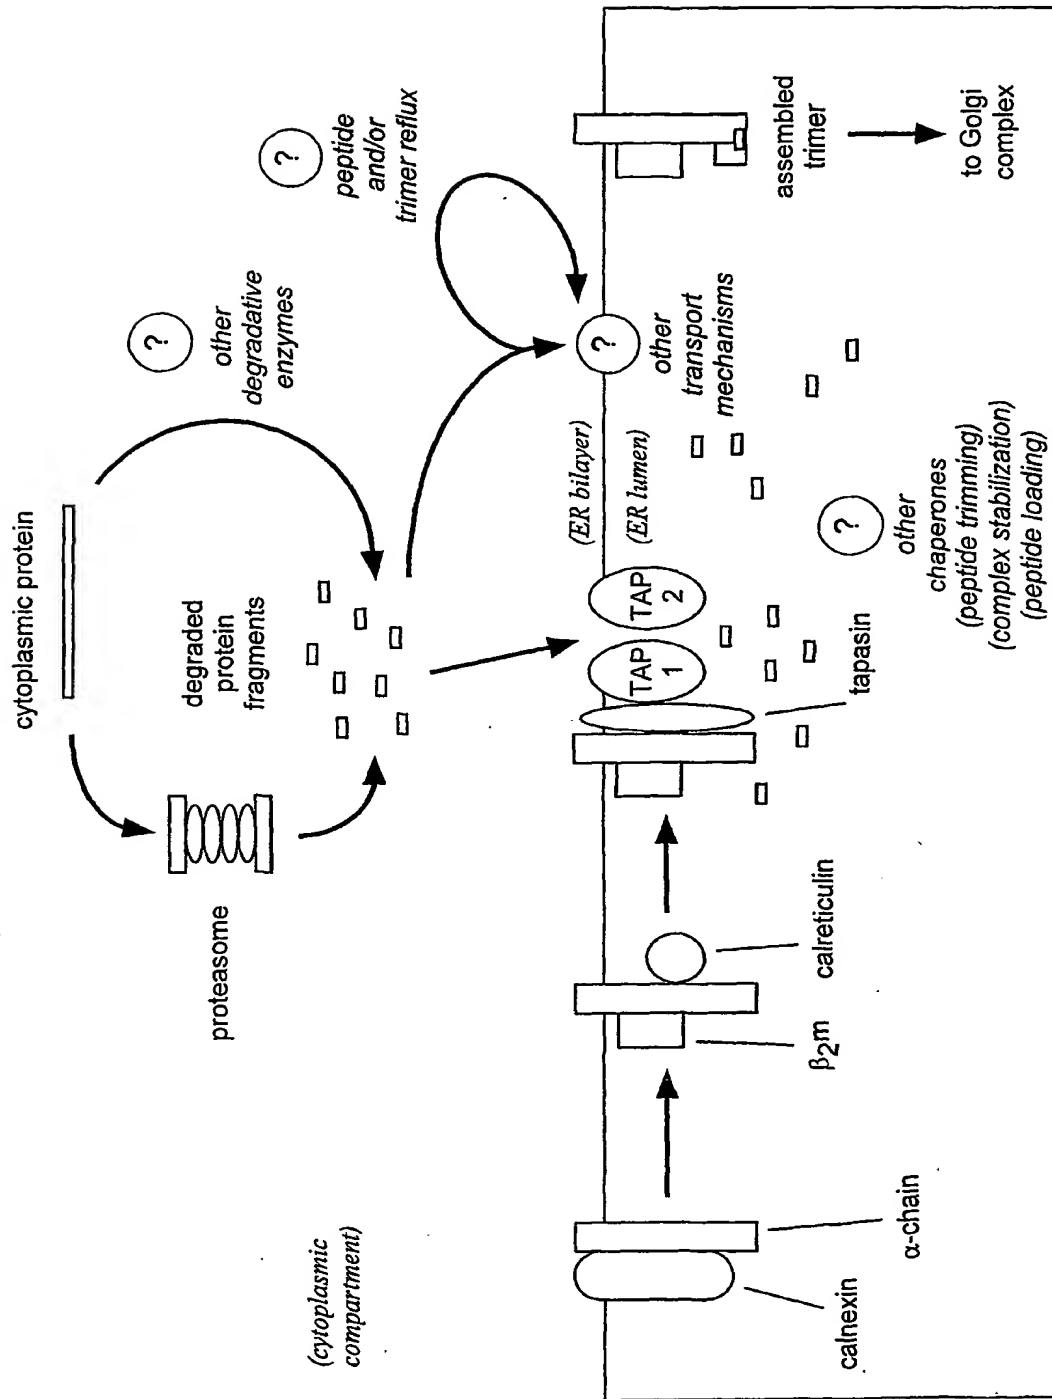 cytoplasmic protein
proteasome
degraded
protein
fragments
?
other
degradative
enzymes
?
peptide
and/or
trimer reflux
(cytoplasmic
compartment)
(ER bilayer)
(ER lumen)
TAP
1
TAP
2
?
other
transport
mechanisms
calnexin
α-chain
β2m
calreticulin
tapasin
?
other
chaperones
(peptide trimming)
(complex stabilization)
(peptide loading)
assembled
trimer
to Golgi
complex